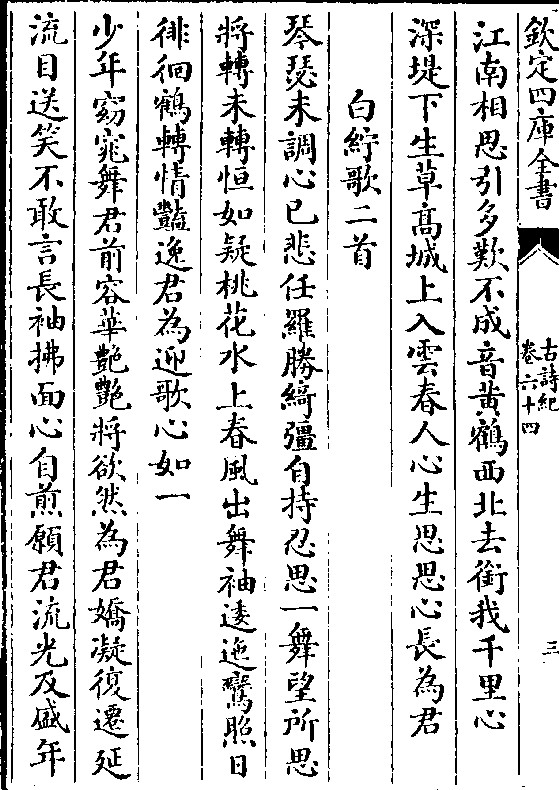 欽定四庫全書
古詩紀
卷六十四
三
江南相思引多歎不成音黄鶴西北去銜我千里心
深堤下生草高城上入雲春人心生思思心長為君
白紵歌二首
琴瑟未調心已悲任羅勝綺彊自持忍思一舞望所思
將轉未轉恒如疑桃花水上春風出舞袖逶迤鸞照日
徘徊鶴轉情豔逸君為迎歌心如一
少年窈窕舞君前容華艶艶將欲然為君嬌凝復遷延
流目送笑不敢言長袖拂面心自煎願君流光及盛年